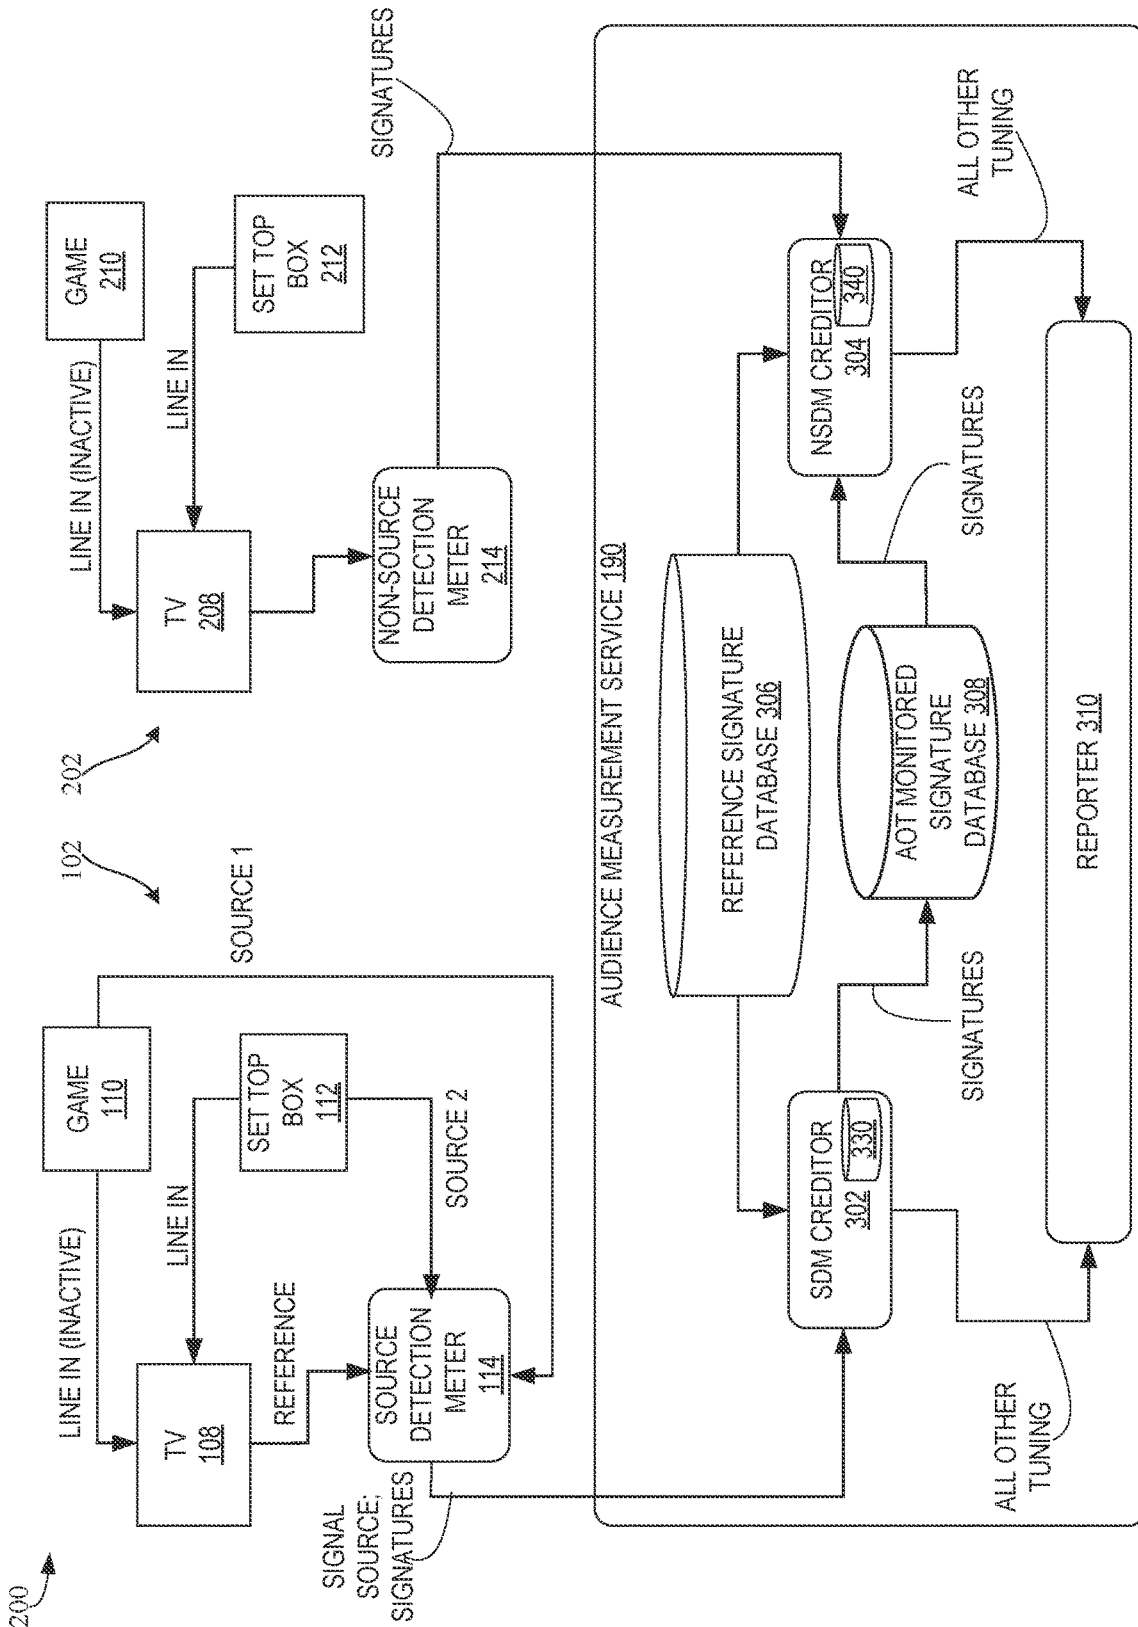 200
102
202
GAME
110
LINE IN (INACTIVE)
TV
108
LINE IN
SET TOP
BOX
112
REFERENCE
SOURCE
DETECTION
METER
114
SOURCE 2
SOURCE 1
SIGNAL
SOURCE;
SIGNATURES
GAME
210
LINE IN (INACTIVE)
TV
208
LINE IN
SET TOP
BOX
212
NON-SOURCE
DETECTION
METER
214
SIGNATURES
AUDIENCE MEASUREMENT SERVICE 190
REFERENCE SIGNATURE
DATABASE 306
SDM CREDITOR
302
330
NSDM CREDITOR
304
340
AOT MONITORED
SIGNATURE
DATABASE 308
SIGNATURES
SIGNATURES
ALL OTHER
TUNING
ALL OTHER
TUNING
REPORTER 310